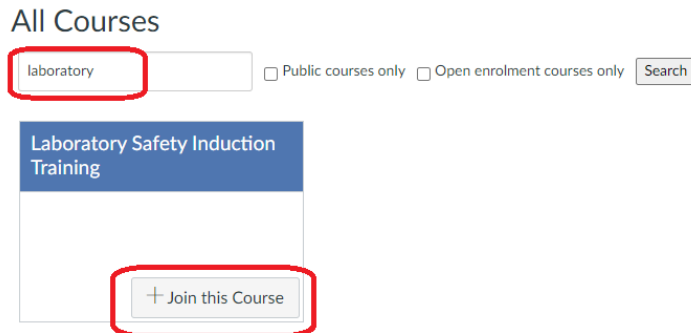 All Courses
laboratory Public courses only Open enrolment courses only Search
Laboratory Safety Induction
Training
+ Join this Course